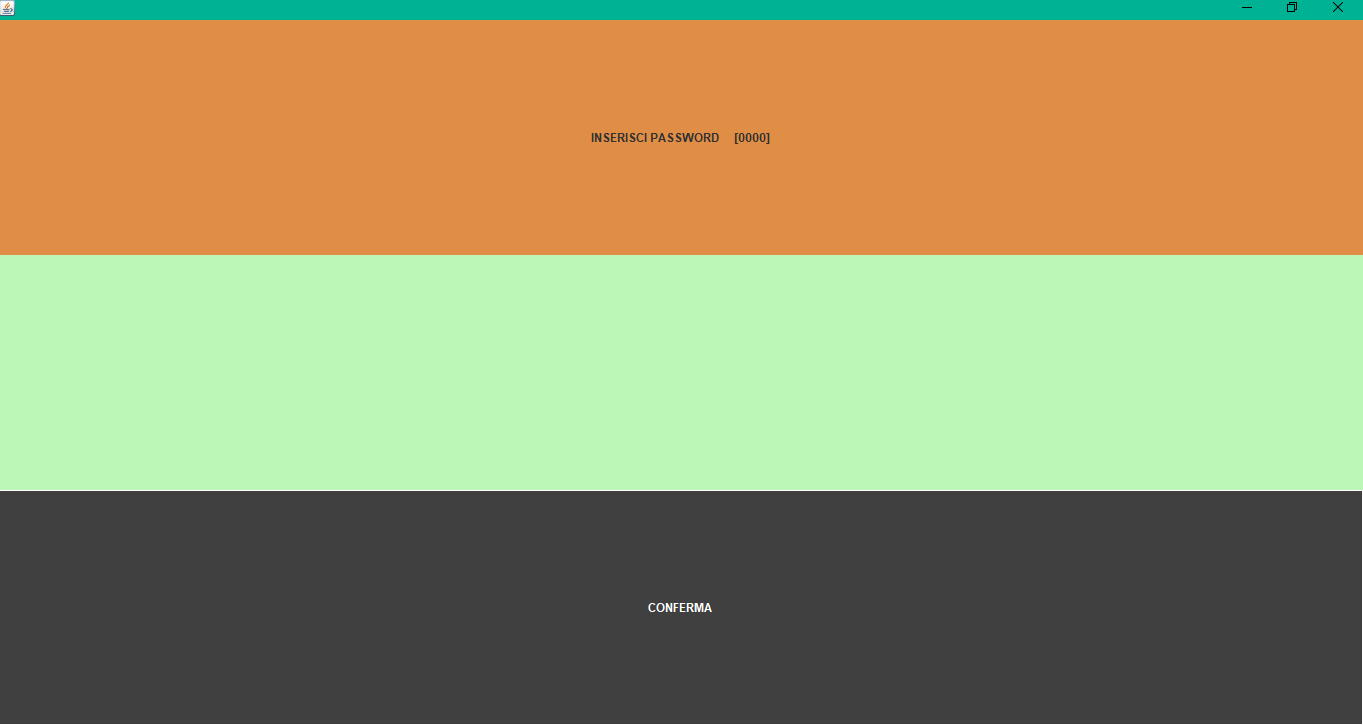 INSERISCI PASSWORD [0000]
CONFERMA